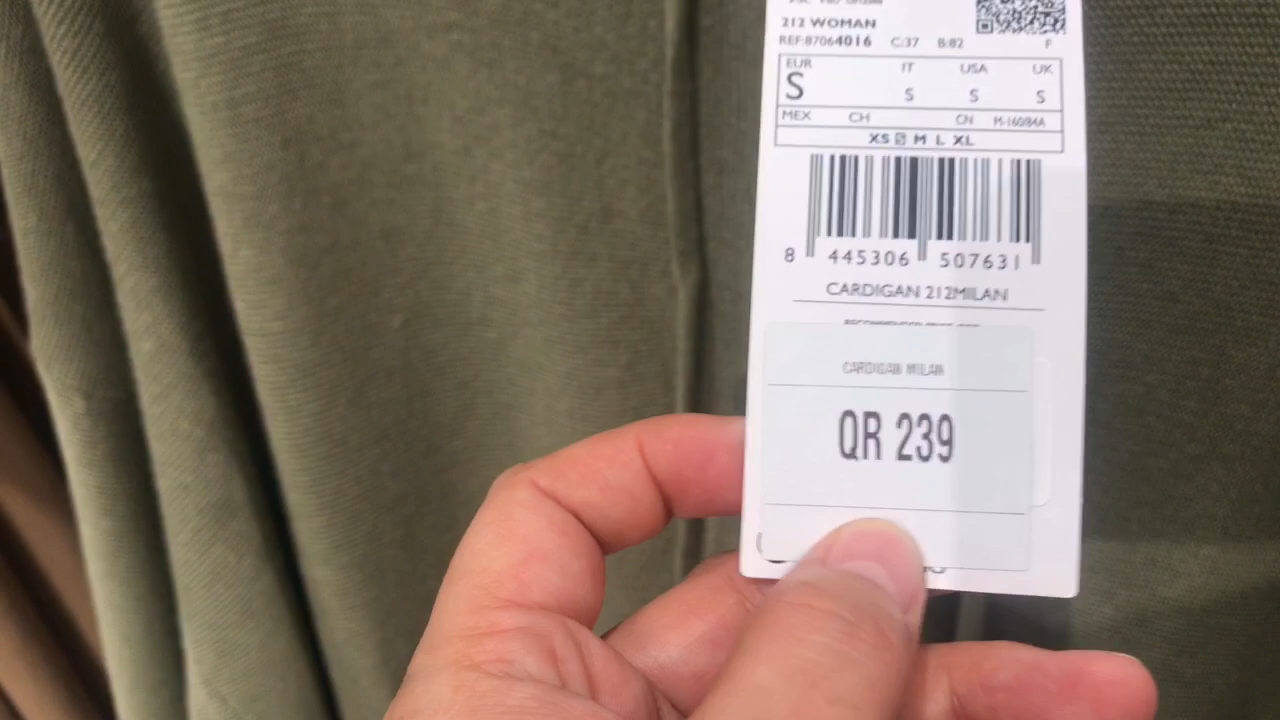 212 WOMAN
REF:87064016 C:37 B:82 F
EUR IT USA UK
S S S S
MEX CH CN M-160/84A
XS S M L XL
8 445306 507631
CARDIGAN 212MILAN
CARDIGAN MILAN
QR 239